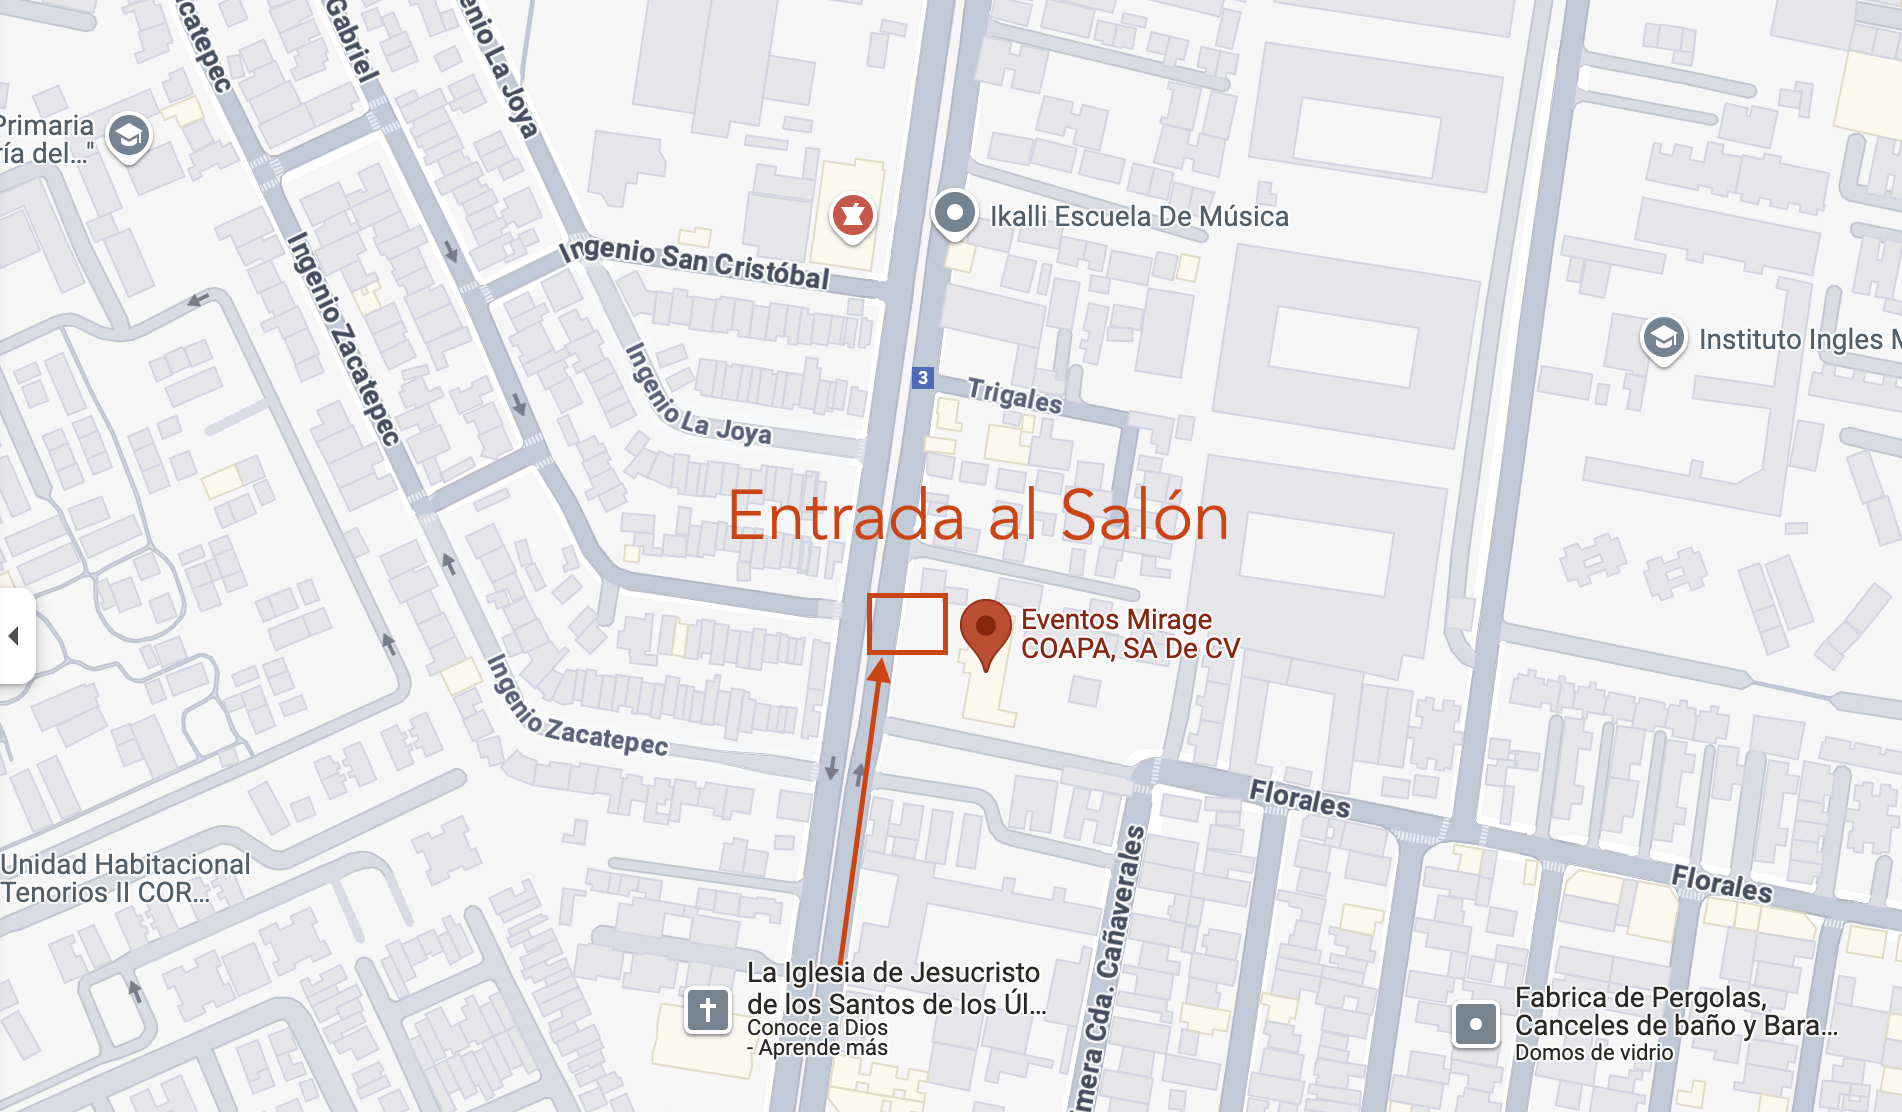 Zacatepec
Gabriel
Ingenio La Joya
Primaria
ría del..."
Ikalli Escuela De Música
Ingenio San Cristóbal
Ingenio Zacatepec
Instituto Ingles M
3
Trigales
Ingenio La Joya
Entrada al Salón
Eventos Mirage
COAPA, SA De CV
Ingenio Zacatepec
Florales
Unidad Habitacional
Tenorios II COR...
Florales
mera Cda. Cañaverales
La Iglesia de Jesucristo
de los Santos de los Úl...
Conoce a Dios
- Aprende más
Fabrica de Pergolas,
Canceles de baño y Bara...
Domos de vidrio